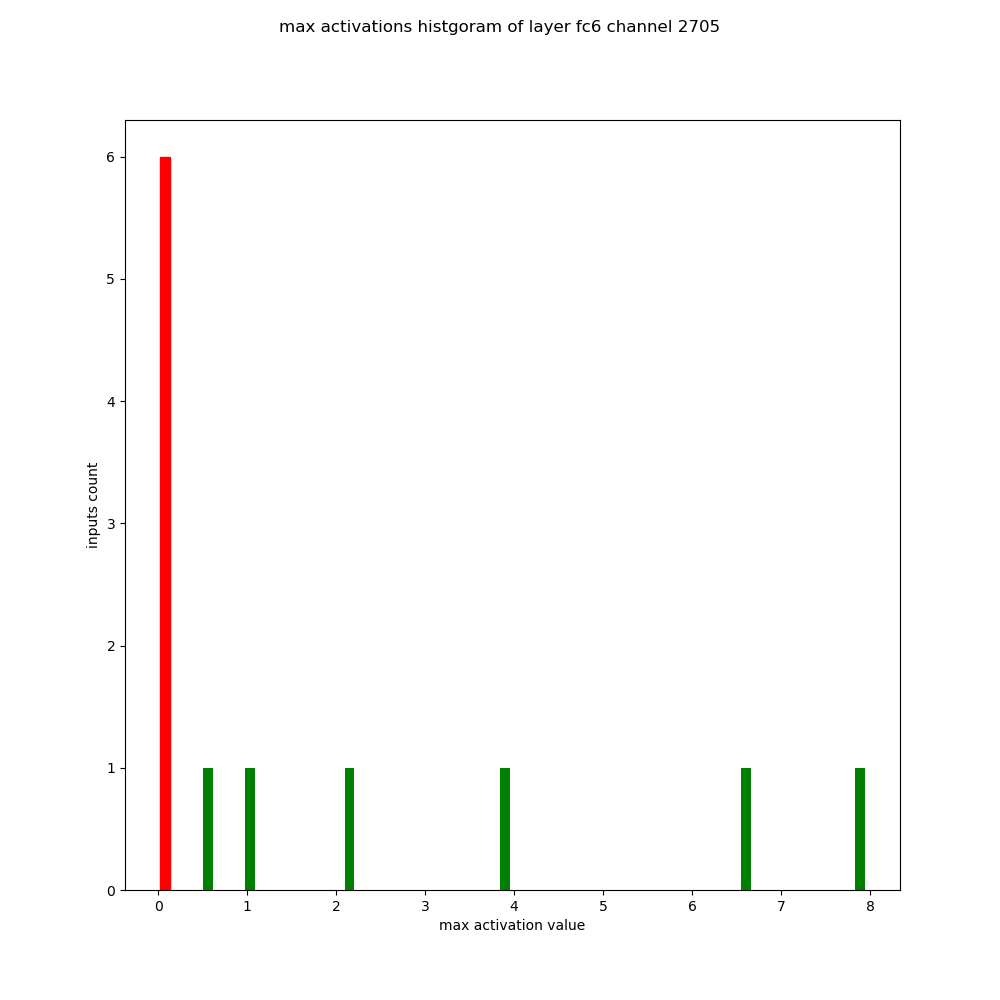 max activations histgoram of layer fc6 channel 2705
6
5
4
3
2
1
0
inputs count
0 1 2 3 4 5 6 7 8
max activation value